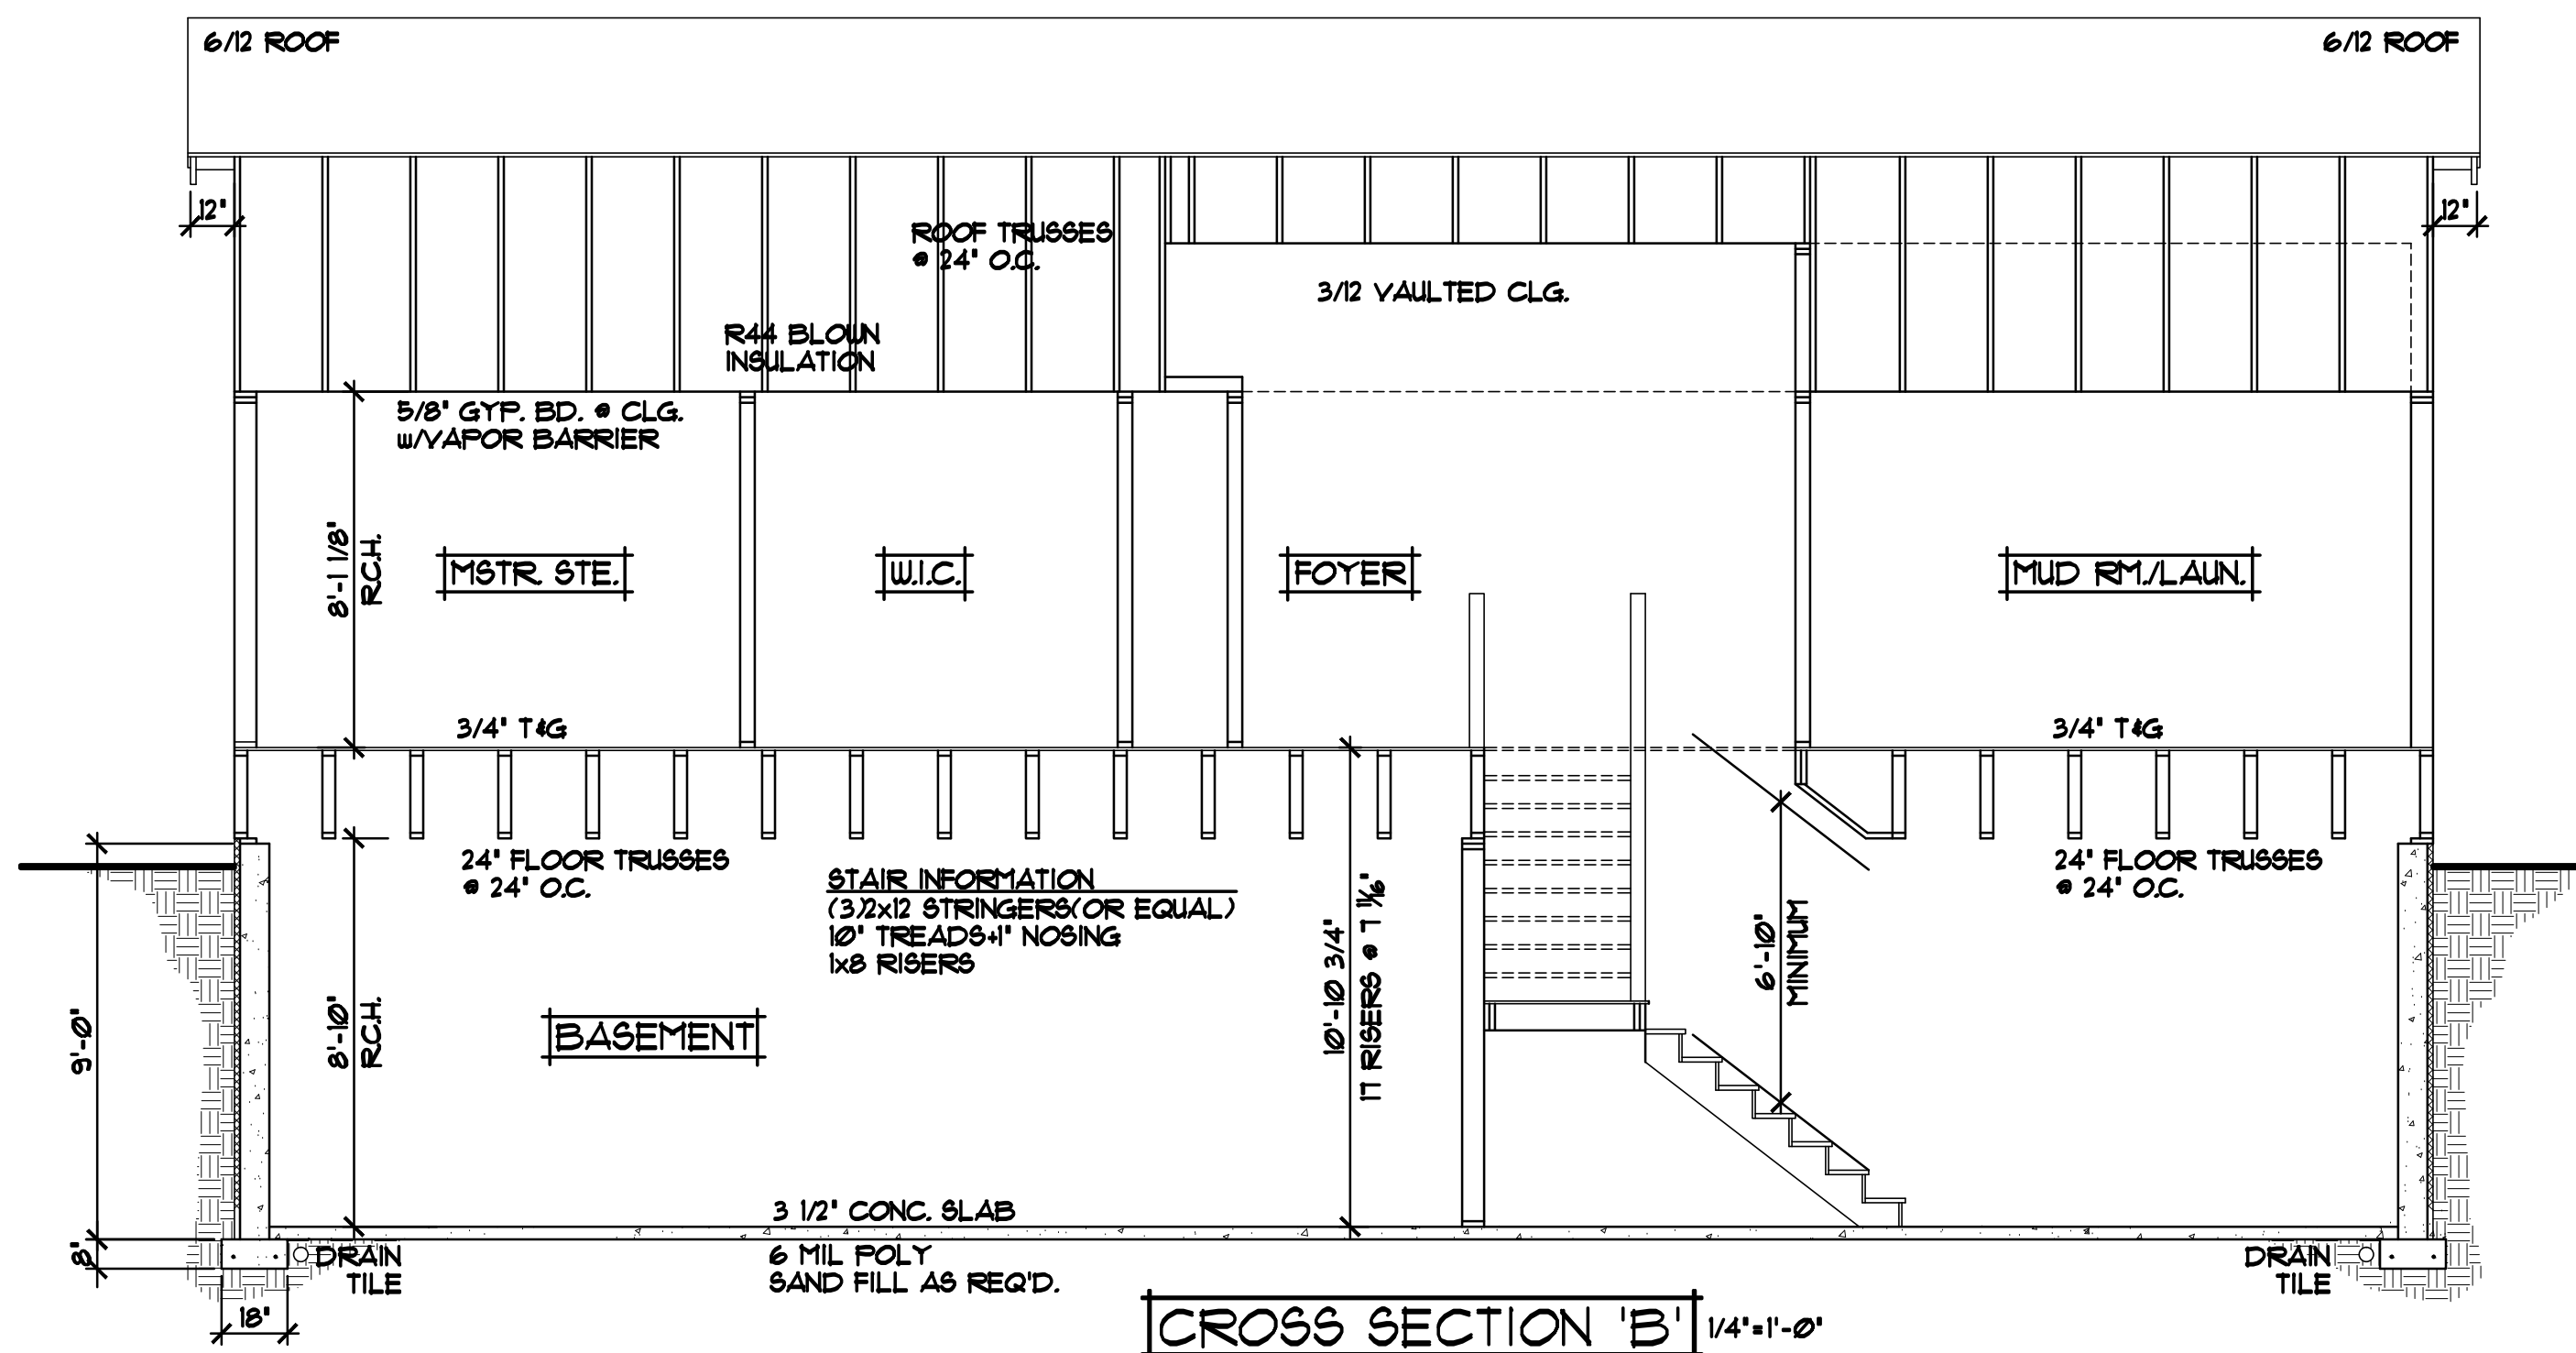 6/12 ROOF
6/12 ROOF
12"
12"
ROOF TRUSSES
@ 24" O.C.
3/12 VAULTED CLG.
R44 BLOWN
INSULATION
5/8" GYP. BD. @ CLG.
w/VAPOR BARRIER
8'-1 1/8"
R.C.H.
MSTR. STE.
W.I.C.
FOYER
MUD RM./LAUN.
3/4" T&G
3/4" T&G
24" FLOOR TRUSSES
@ 24" O.C.
STAIR INFORMATION
(3)2x12 STRINGERS(OR EQUAL)
10" TREADS+1" NOSING
1x8 RISERS
24" FLOOR TRUSSES
@ 24" O.C.
9'-0"
8'-10"
R.C.H.
BASEMENT
10'-10 3/4"
17 RISERS @ 7 11/16"
6'-10"
MINIMUM
3 1/2" CONC. SLAB
8"
DRAIN
TILE
6 MIL POLY
SAND FILL AS REQ'D.
DRAIN
TILE
18"
CROSS SECTION 'B'
1/4"=1'-0"